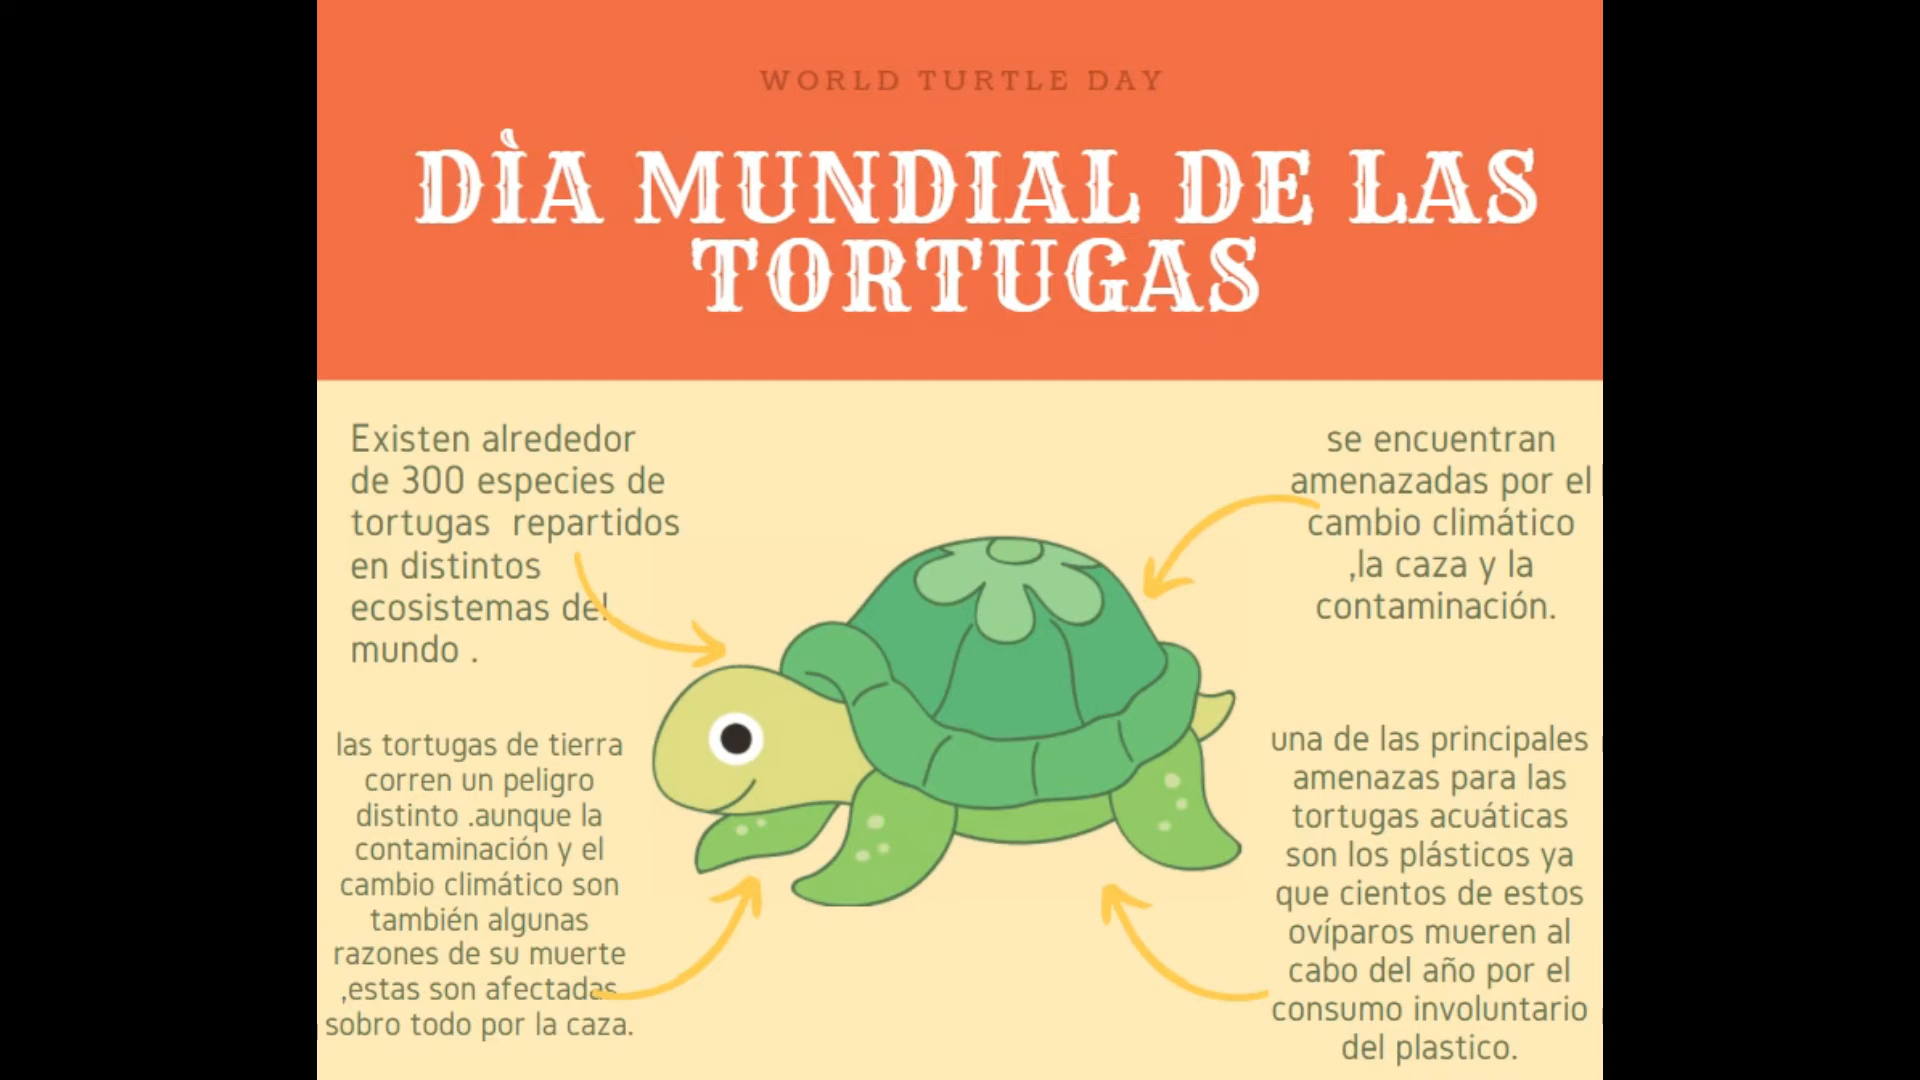 WORLD TURTLE DAY
DÌA MUNDIAL DE LAS
TORTUGAS
Existen alrededor
de 300 especies de
tortugas repartidos
en distintos
ecosistemas del
mundo .
se encuentran
amenazadas por el
cambio climático
,la caza y la
contaminación.
las tortugas de tierra
corren un peligro
distinto .aunque la
contaminación y el
cambio climático son
también algunas
razones de su muerte
,estas son afectadas
sobro todo por la caza.
una de las principales
amenazas para las
tortugas acuáticas
son los plásticos ya
que cientos de estos
ovíparos mueren al
cabo del año por el
consumo involuntario
del plastico.